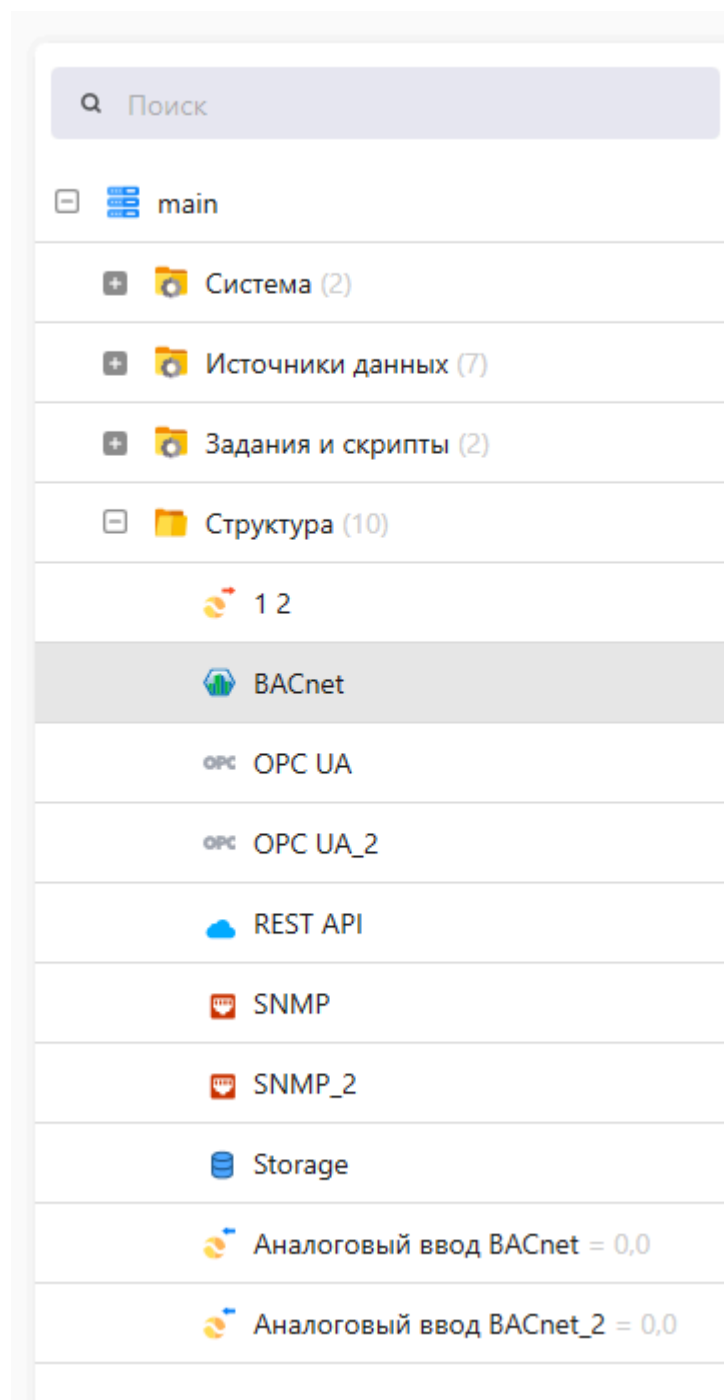 Поиск
main
Система (2)
Источники данных (7)
Задания и скрипты (2)
Структура (10)
1 2
BACnet
OPC OPC UA
OPC OPC UA_2
REST API
SNMP
SNMP_2
Storage
Аналоговый ввод BACnet = 0,0
Аналоговый ввод BACnet_2 = 0,0